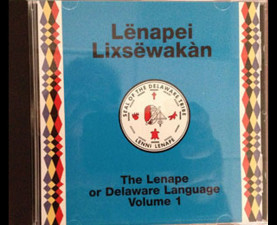 Lënapei
Lixsëwakàn
SEAL OF THE DELAWARE TRIBE
LENNI LENAPE
The Lenape
or Delaware Language
Volume 1